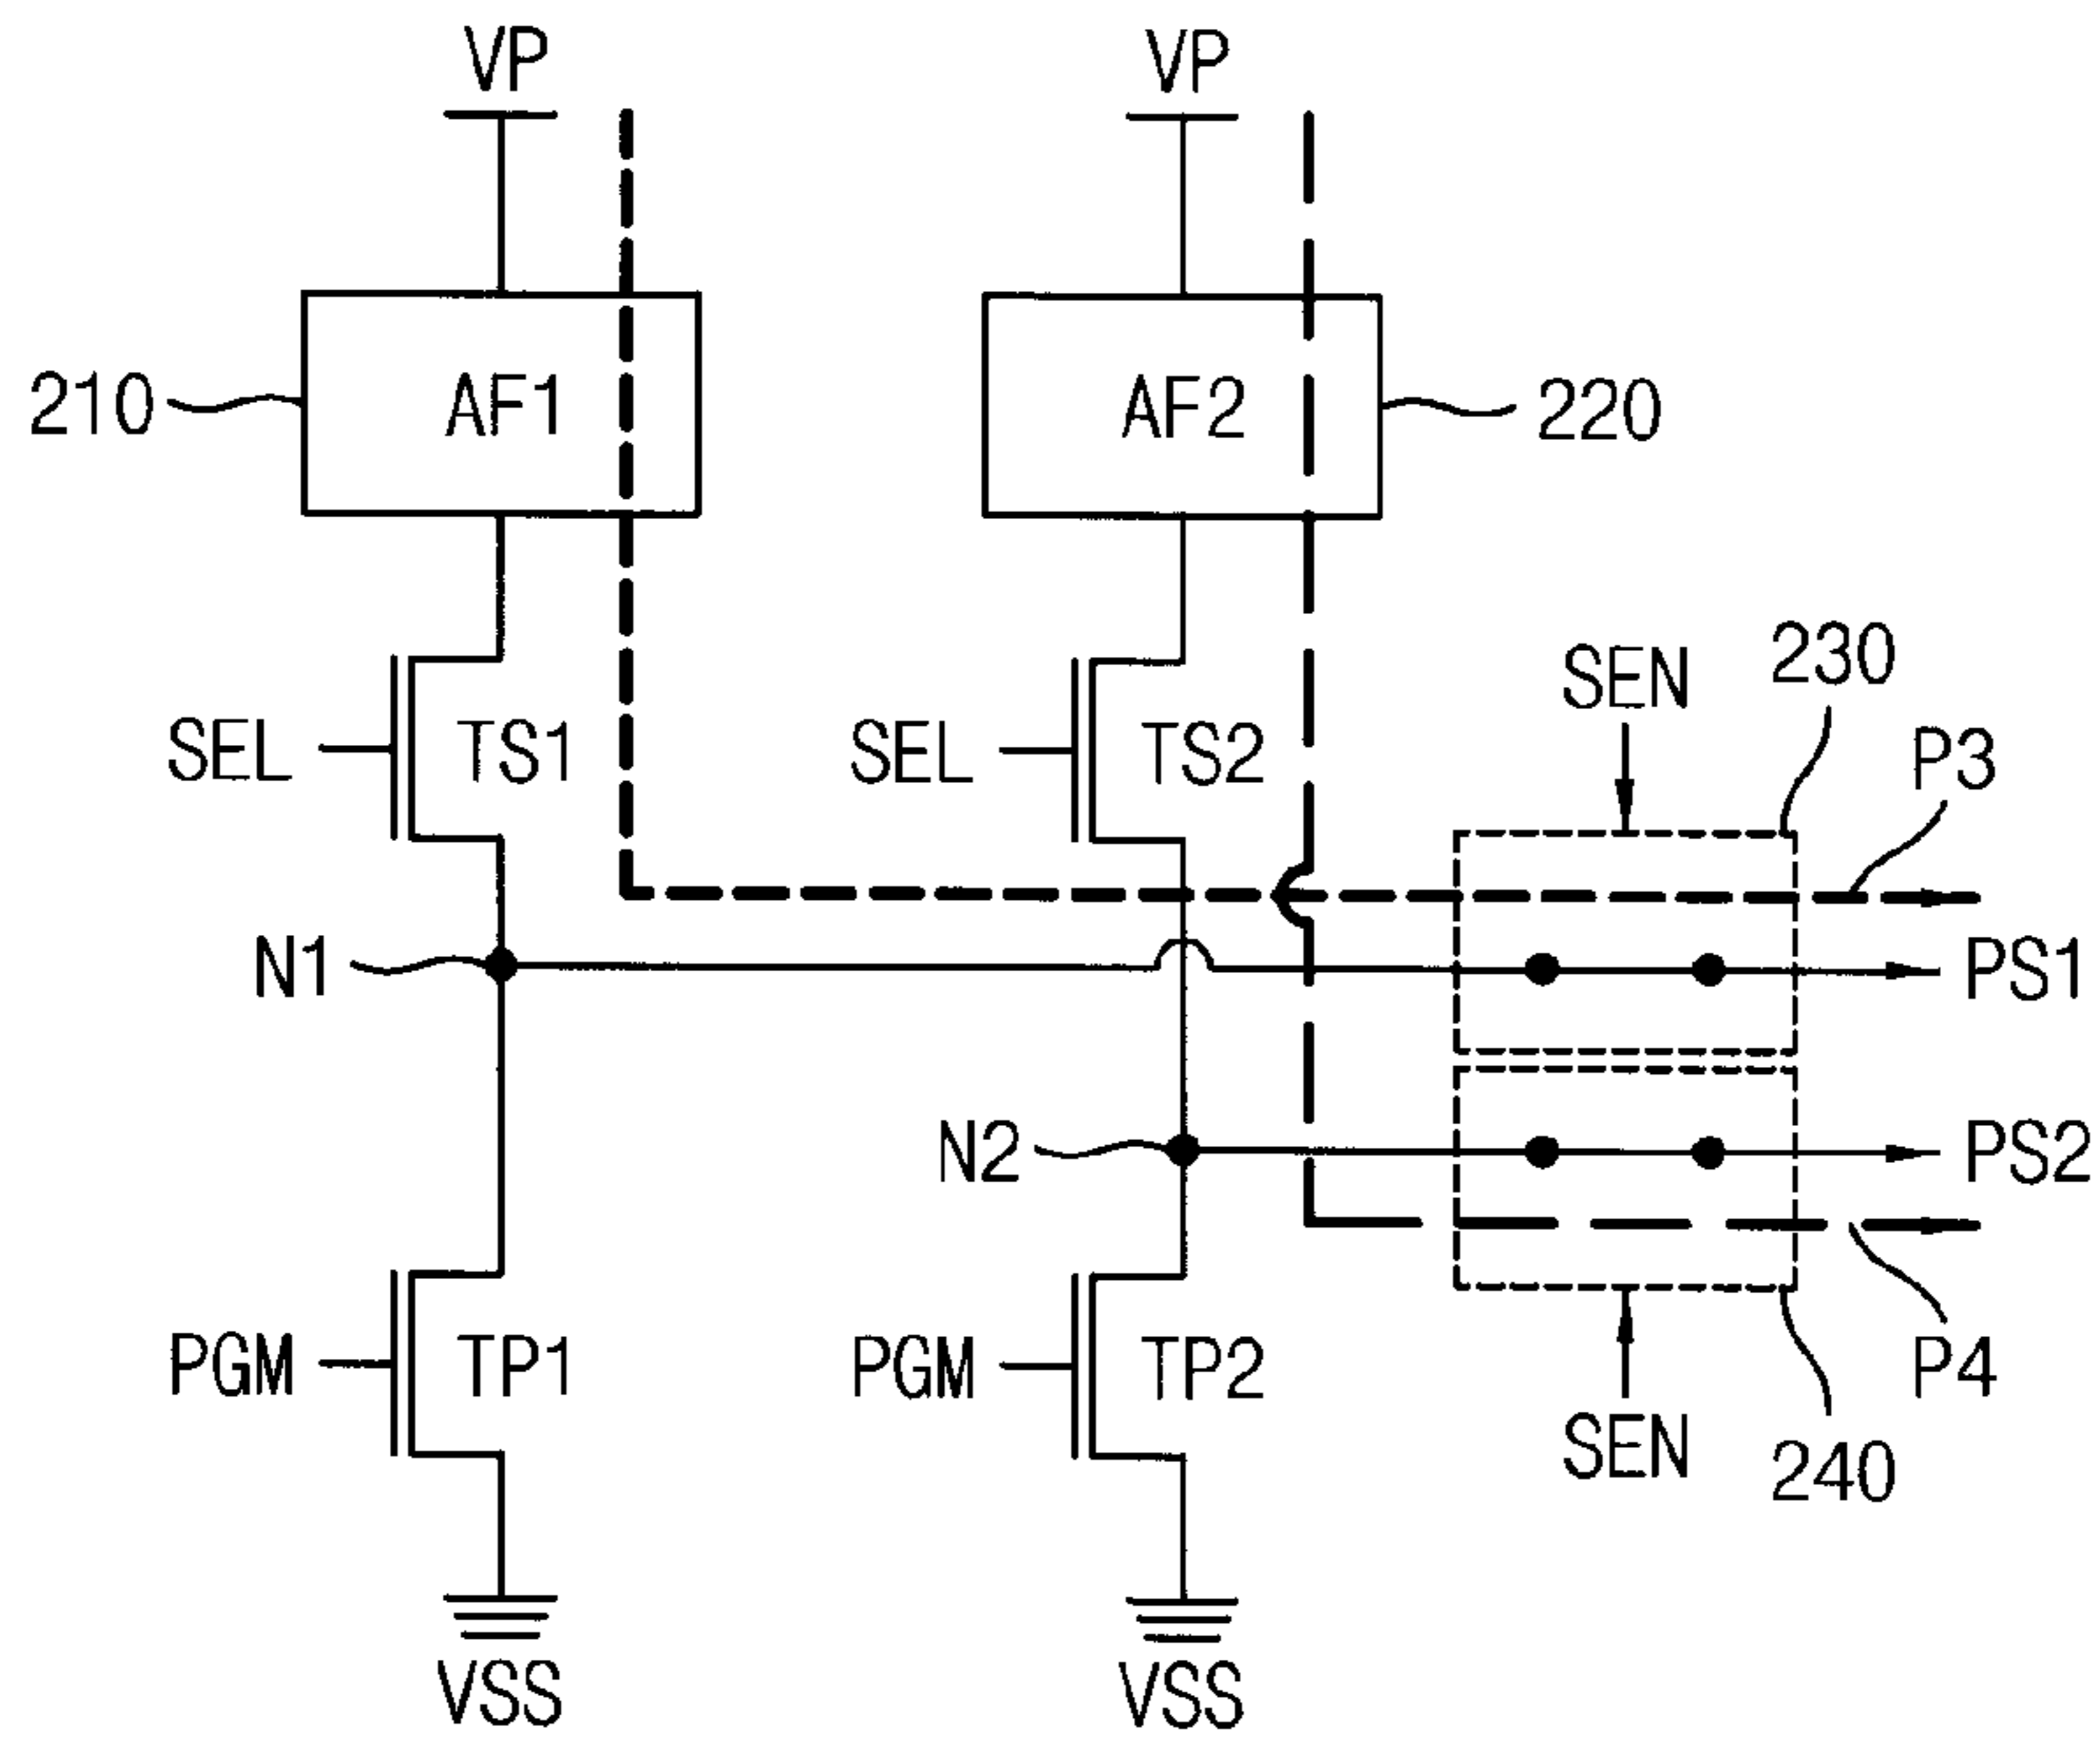 VP
VP
210
AF1
AF2
220
SEL
TS1
SEL
TS2
SEN
230
P3
N1
PS1
N2
PS2
PGM
TP1
PGM
TP2
SEN
240
P4
VSS
VSS